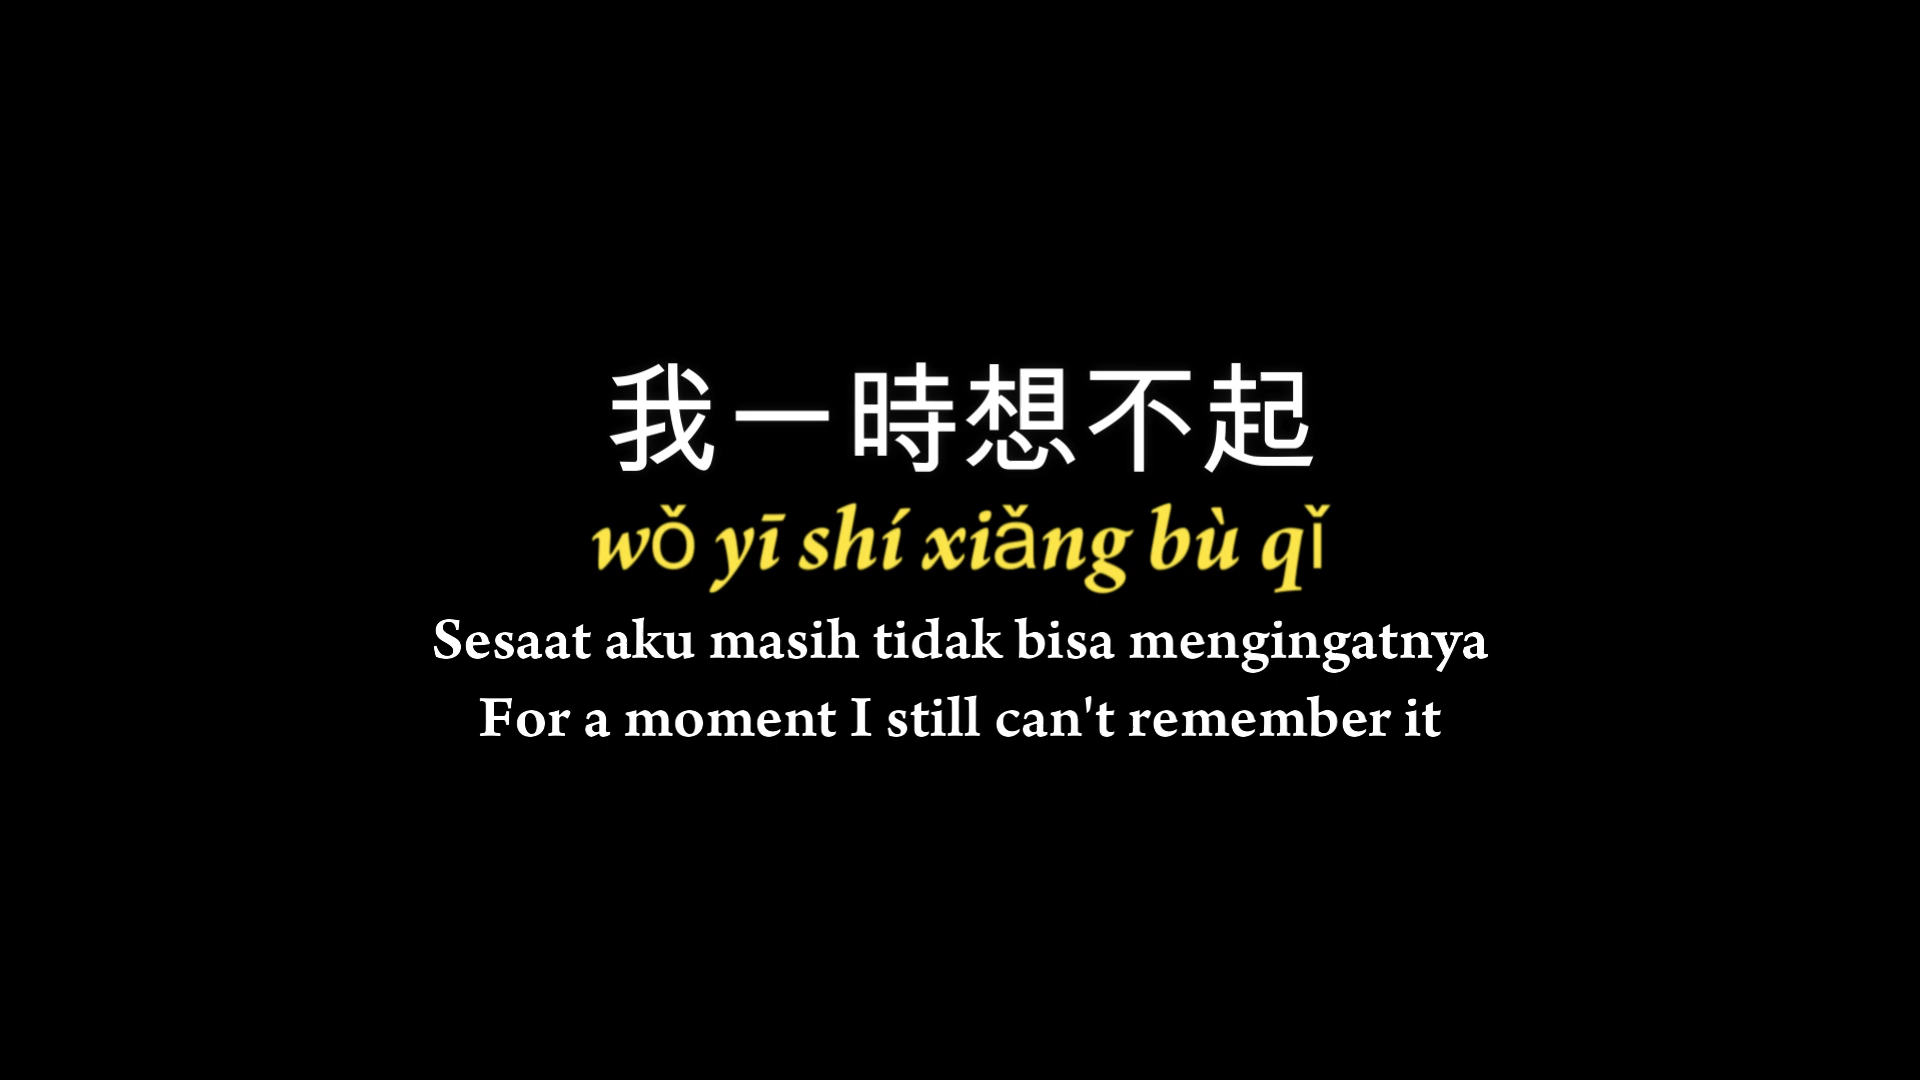 我一時想不起
wǒ yī shí xiǎng bù qǐ
Sesaat aku masih tidak bisa mengingatnya
For a moment I still can't remember it